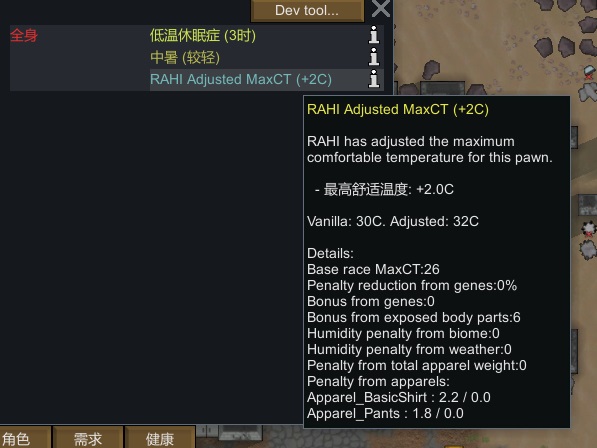 Dev tool...
全身
低温休眠症 (3时)
中暑 (较轻)
RAHI Adjusted MaxCT (+2C)
RAHI Adjusted MaxCT (+2C)
RAHI has adjusted the maximum
comfortable temperature for this pawn.
- 最高舒适温度: +2.0C
Vanilla: 30C. Adjusted: 32C
Details:
Base race MaxCT:26
Penalty reduction from genes:0%
Bonus from genes:0
Bonus from exposed body parts:6
Humidity penalty from biome:0
Humidity penalty from weather:0
Penalty from total apparel weight:0
Penalty from apparels:
Apparel_BasicShirt : 2.2 / 0.0
Apparel_Pants : 1.8 / 0.0
角色
需求
健康